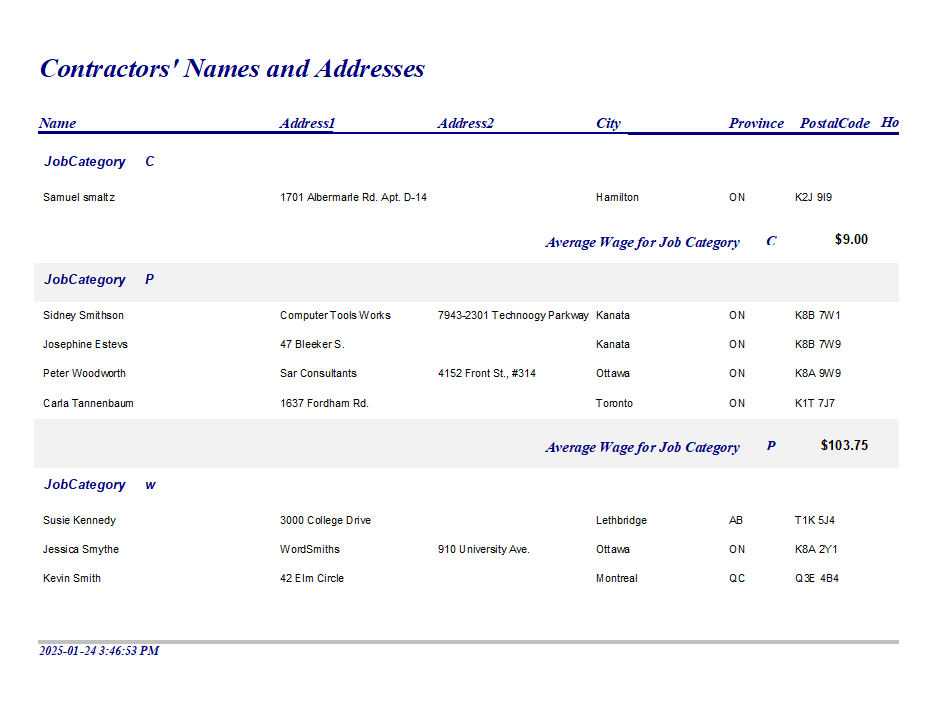 Contractors' Names and Addresses
Name Address1 Address2 City Province PostalCode Ho
JobCategory C
Samuel smaltz 1701 Albermarle Rd. Apt. D-14 Hamilton ON K2J 9I9
Average Wage for Job Category C $9.00
JobCategory P
Sidney Smithson Computer Tools Works 7943-2301 Technoogy Parkway Kanata ON K8B 7W1
Josephine Estevs 47 Bleeker S. Kanata ON K8B 7W9
Peter Woodworth Sar Consultants 4152 Front St., #314 Ottawa ON K8A 9W9
Carla Tannenbaum 1637 Fordham Rd. Toronto ON K1T 7J7
Average Wage for Job Category P $103.75
JobCategory w
Susie Kennedy 3000 College Drive Lethbridge AB T1K 5J4
Jessica Smythe WordSmiths 910 University Ave. Ottawa ON K8A 2Y1
Kevin Smith 42 Elm Circle Montreal QC Q3E 4B4
2025-01-24 3:46:53 PM